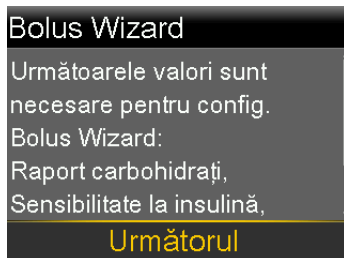 Bolus Wizard
Următoarele valori sunt
necesare pentru config.
Bolus Wizard:
Raport carbohidrați,
Sensibilitate la insulină,
Următorul